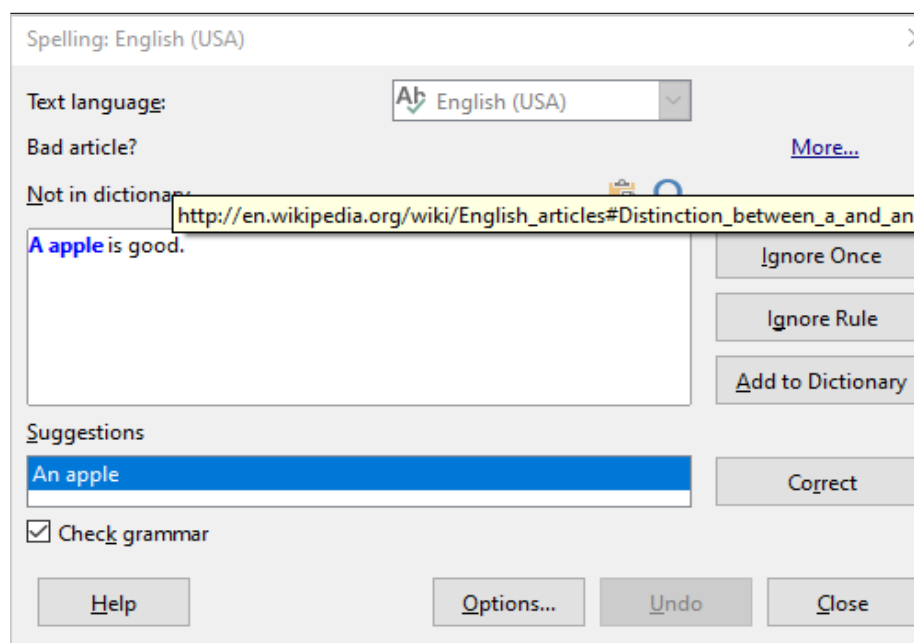 Spelling: English (USA)
Text language: English (USA)
Bad article? More...
Not in dictionary
http://en.wikipedia.org/wiki/English_articles#Distinction_between_a_and_an
A apple is good.
Ignore Once
Ignore Rule
Add to Dictionary
Suggestions
An apple
Correct
Check grammar
Help Options... Undo Close